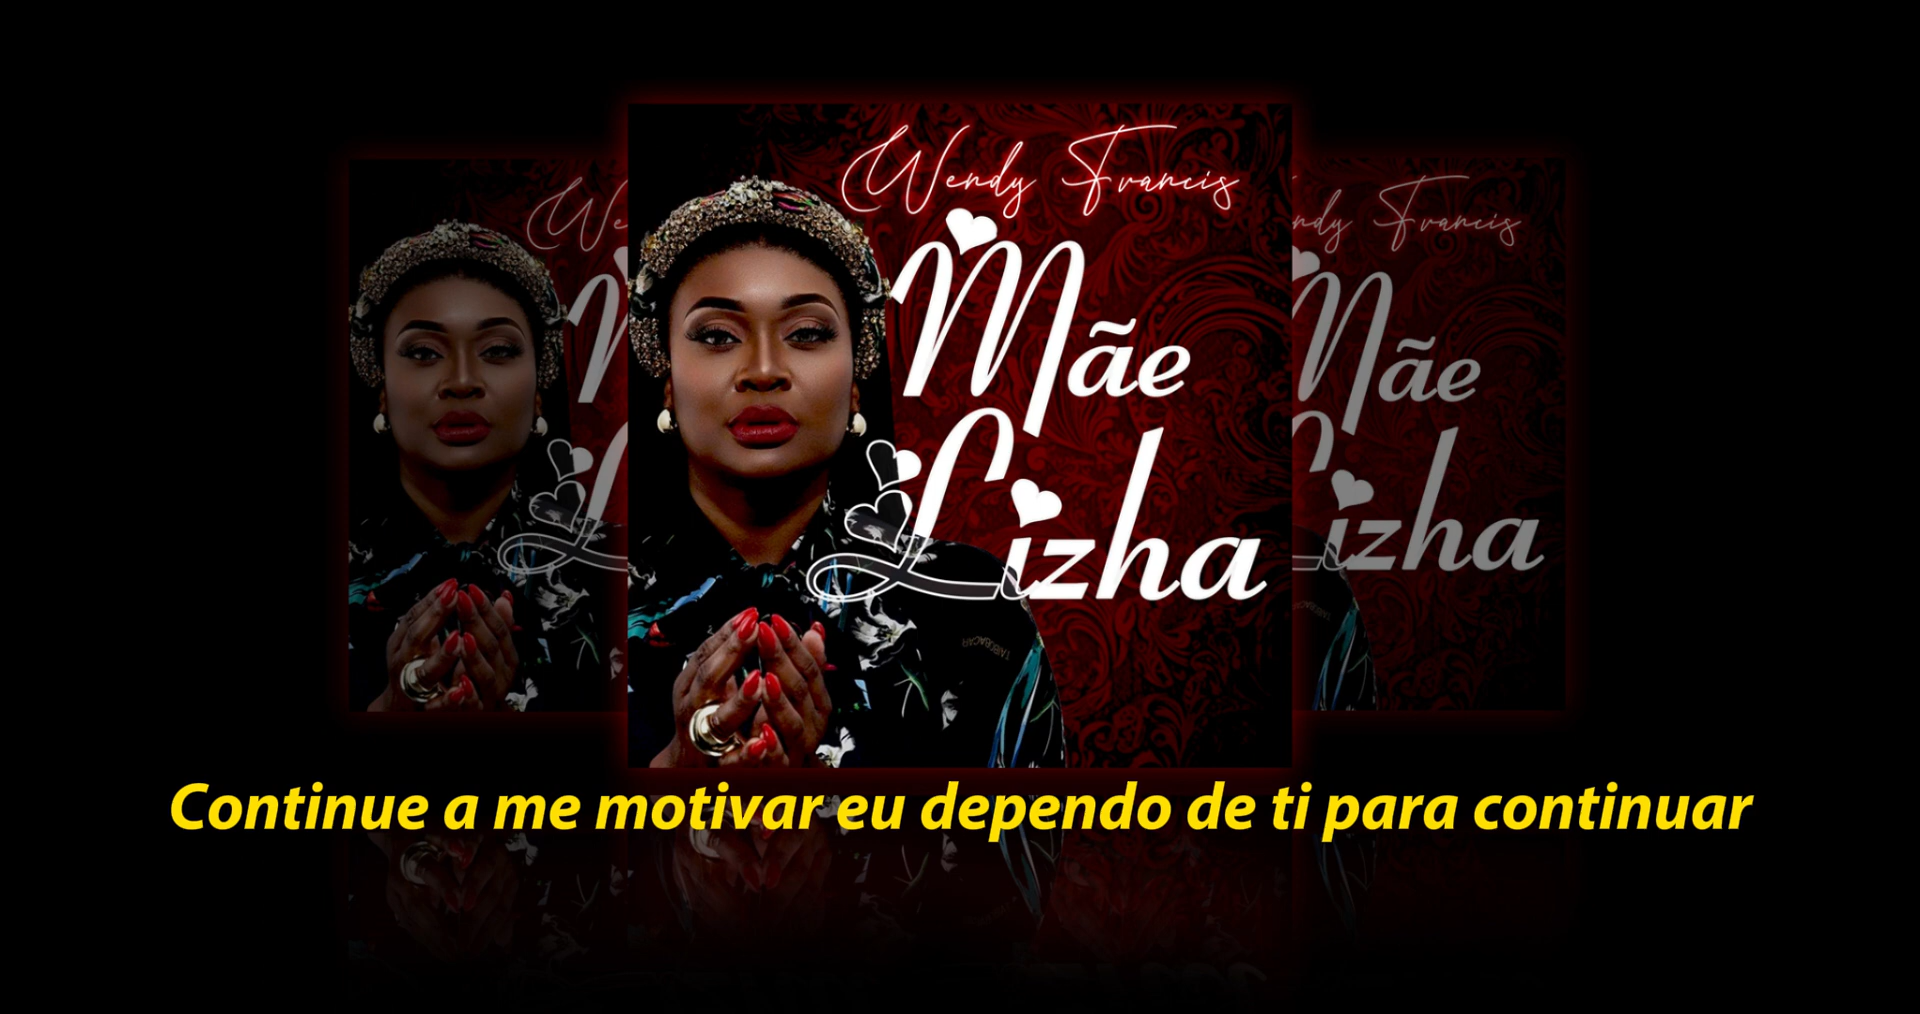 Wendy Francis
Mãe
Lizha
Continue a me motivar eu dependo de ti para continuar